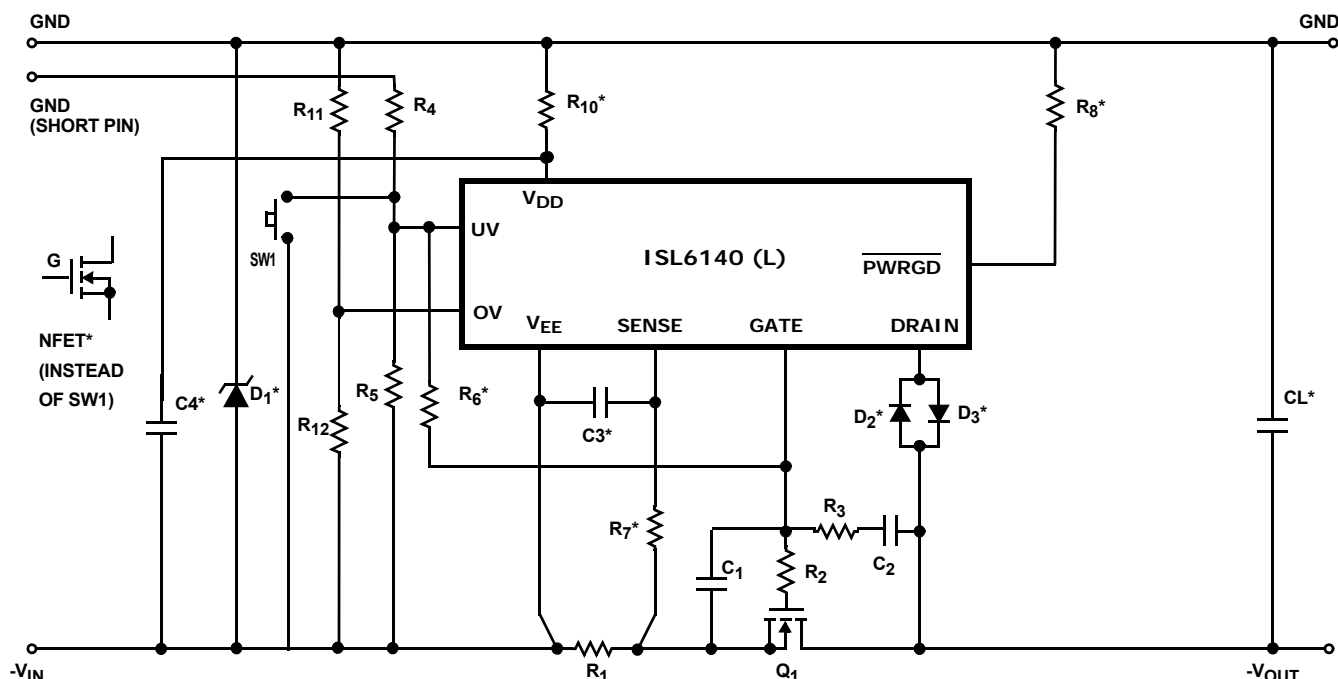 GND
GND
GND
(SHORT PIN)
R11
R4
R10*
R8*
VDD
UV
SW1
ISL6140 (L)
PWRGD
G
OV
VEE
SENSE
GATE
DRAIN
NFET*
(INSTEAD
OF SW1)
C4*
D1*
R5
R6*
R12
C3*
D2*
D3*
CL*
R7*
R3
C1
R2
C2
-VIN
R1
Q1
-VOUT